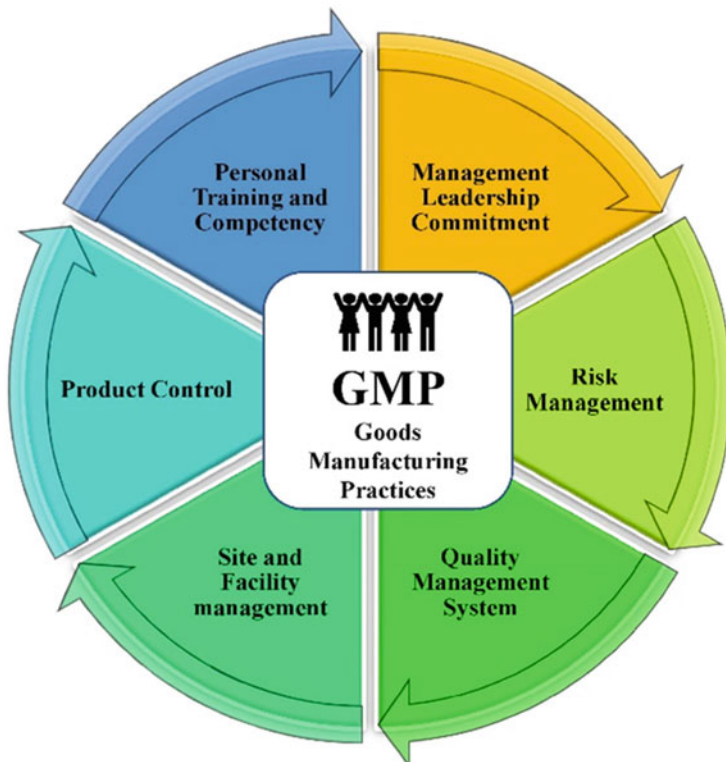 Personal
Training and
Competency
Management
Leadership
Commitment
Product Control
GMP
Goods
Manufacturing
Practices
Risk
Management
Site and
Facility
management
Quality
Management
System